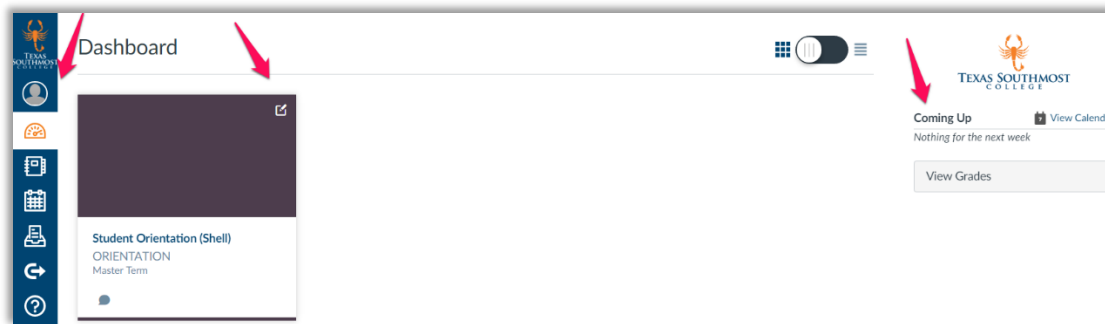 TEXAS
SOUTHMOST
COLLEGE
Dashboard
Student Orientation (Shell)
ORIENTATION
Master Term
TEXAS SOUTHMOST
COLLEGE
Coming Up
View Calend
Nothing for the next week
View Grades